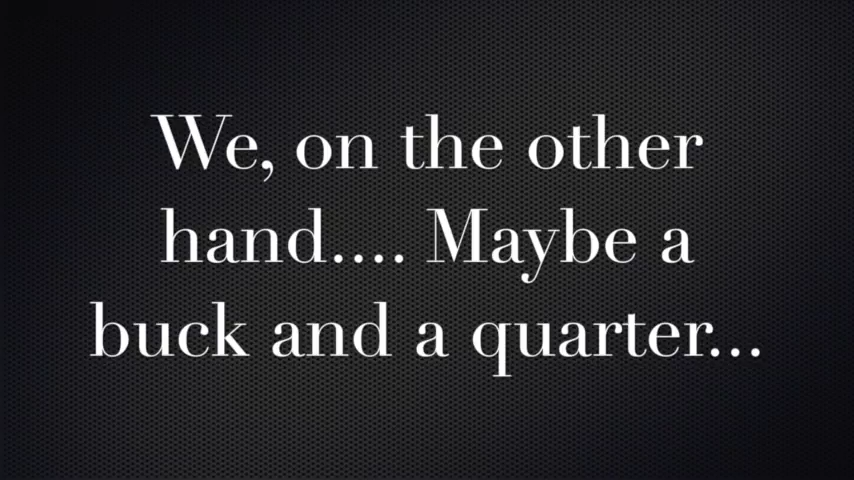 We, on the other
hand.... Maybe a
buck and a quarter...